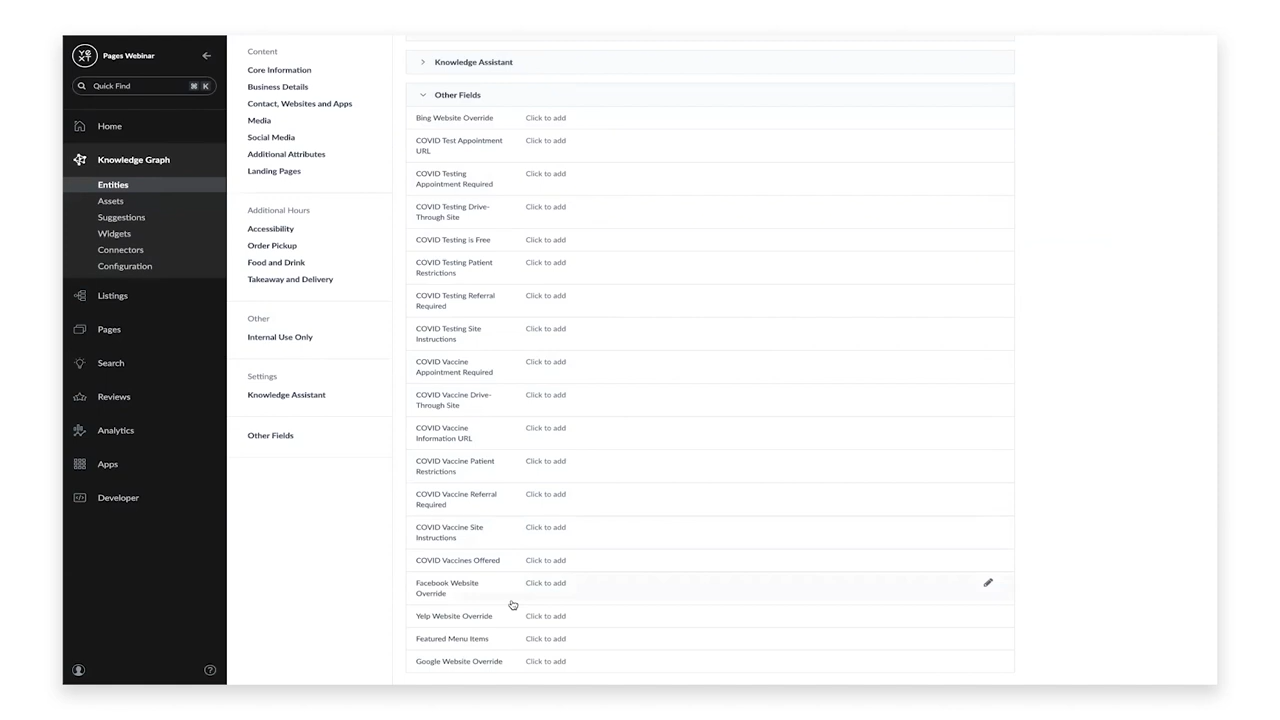 yext
Pages Webinar
Quick Find
⌘ K
Home
Knowledge Graph
Entities
Assets
Suggestions
Widgets
Connectors
Configuration
Listings
Pages
Search
Reviews
Analytics
Apps
Developer
Content
Core Information
Business Details
Contact, Websites and Apps
Media
Social Media
Additional Attributes
Landing Pages
Additional Hours
Accessibility
Order Pickup
Food and Drink
Takeaway and Delivery
Other
Internal Use Only
Settings
Knowledge Assistant
Other Fields
Knowledge Assistant
Other Fields
Bing Website Override Click to add
COVID Test Appointment Click to add
URL
COVID Testing Click to add
Appointment Required
COVID Testing Drive- Click to add
Through Site
COVID Testing is Free Click to add
COVID Testing Patient Click to add
Restrictions
COVID Testing Referral Click to add
Required
COVID Testing Site Click to add
Instructions
COVID Vaccine Click to add
Appointment Required
COVID Vaccine Drive- Click to add
Through Site
COVID Vaccine Click to add
Information URL
COVID Vaccine Patient Click to add
Restrictions
COVID Vaccine Referral Click to add
Required
COVID Vaccine Site Click to add
Instructions
COVID Vaccines Offered Click to add
Facebook Website Click to add
Override
Yelp Website Override Click to add
Featured Menu Items Click to add
Google Website Override Click to add